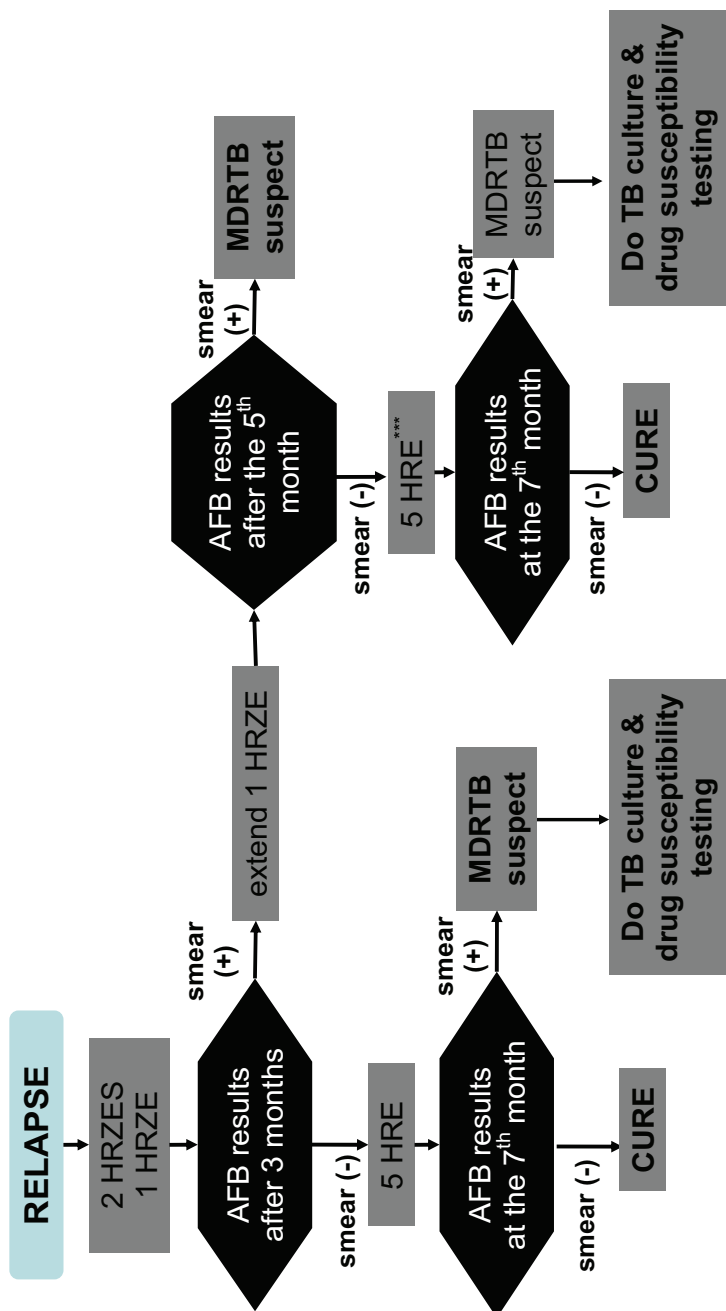 RELAPSE
2 HRZES
1 HRZE
AFB results
after 3 months
smear
(+)
extend 1 HRZE
AFB results
after the 5th
month
smear
(+)
MDRTB
suspect
smear (-)
5 HRE
AFB results
at the 7th month
smear
(+)
MDRTB
suspect
Do TB culture &
drug susceptibility
testing
smear (-)
CURE
smear (-)
5 HRE***
AFB results
at the 7th month
smear
(+)
MDRTB
suspect
Do TB culture &
drug susceptibility
testing
smear (-)
CURE